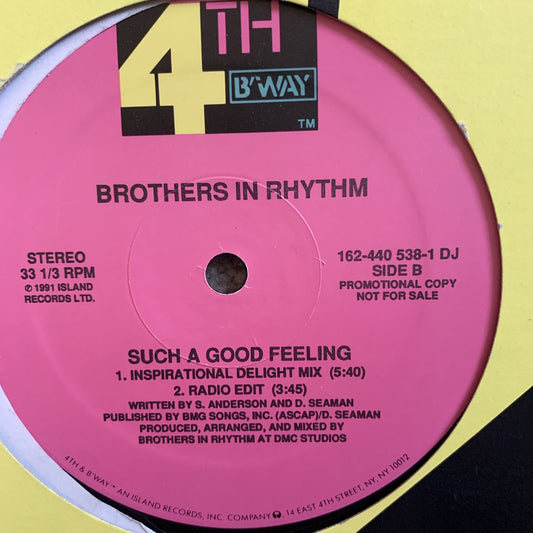 4TH
B'WAY
TM
BROTHERS IN RHYTHM
STEREO
33 1/3 RPM
℗ 1991 ISLAND
RECORDS LTD.
162-440 538-1 DJ
SIDE B
PROMOTIONAL COPY
NOT FOR SALE
SUCH A GOOD FEELING
1. INSPIRATIONAL DELIGHT MIX (5:40)
2. RADIO EDIT (3:45)
WRITTEN BY S. ANDERSON AND D. SEAMAN
PUBLISHED BY BMG SONGS, INC. (ASCAP)/D. SEAMAN
PRODUCED, ARRANGED, AND MIXED BY
BROTHERS IN RHYTHM AT DMC STUDIOS
4TH & B'WAY™ AN ISLAND RECORDS, INC. COMPANY, 14 EAST 4TH STREET, NY, NY 10012